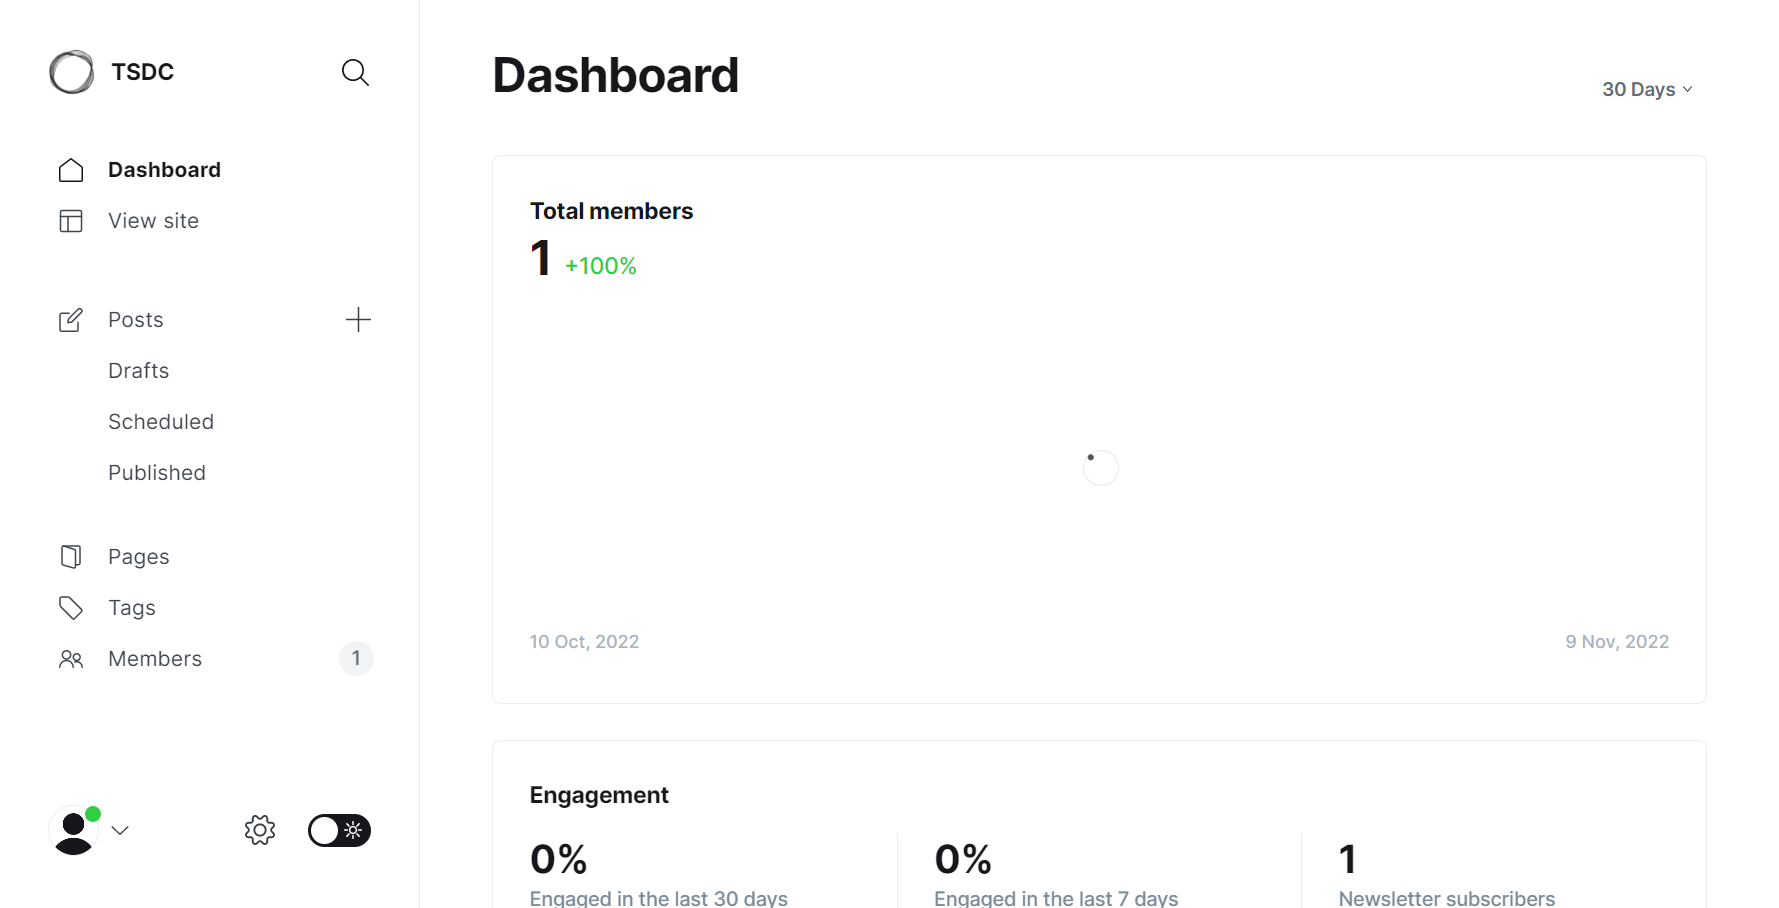 TSDC
Dashboard
View site
Posts
Drafts
Scheduled
Published
Pages
Tags
Members 1
Dashboard
30 Days
Total members
1 +100%
10 Oct, 2022 9 Nov, 2022
Engagement
0% 0% 1
Engaged in the last 30 days Engaged in the last 7 days Newsletter subscribers